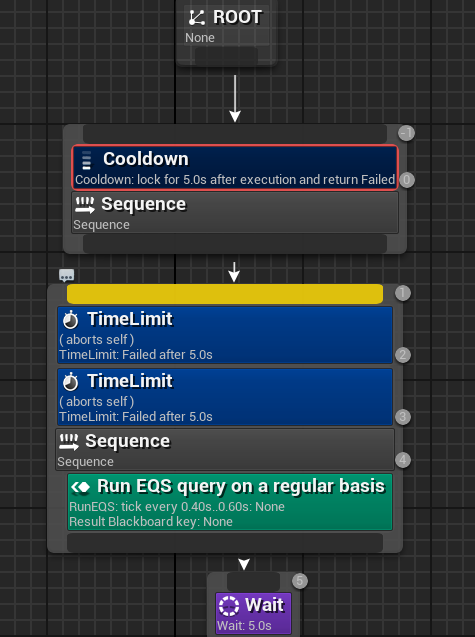 ROOT
None
-1
Cooldown
Cooldown: lock for 5.0s after execution and return Failed
0
Sequence
Sequence
1
TimeLimit
( aborts self )
TimeLimit: Failed after 5.0s
2
TimeLimit
( aborts self )
TimeLimit: Failed after 5.0s
3
Sequence
Sequence
4
Run EQS query on a regular basis
RunEQS: tick every 0.40s..0.60s: None
Result Blackboard key: None
5
Wait
Wait: 5.0s